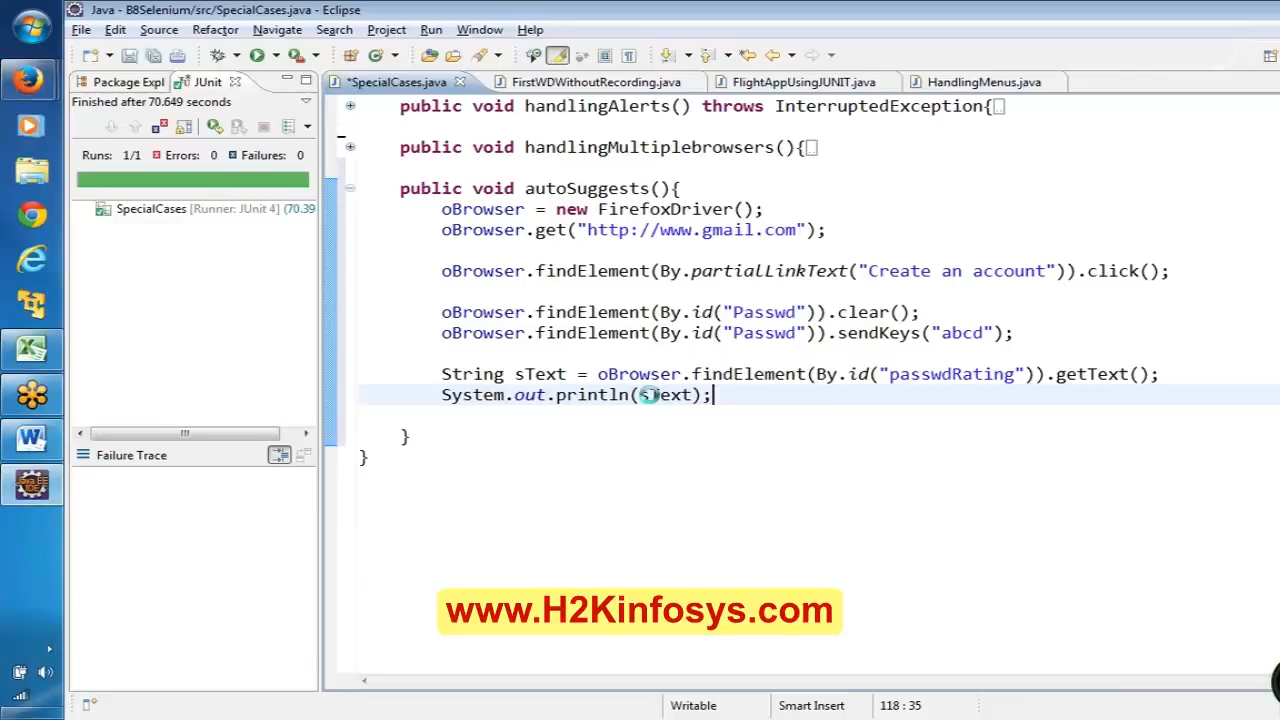 Java - B8Selenium/src/SpecialCases.java - Eclipse
File Edit Source Refactor Navigate Search Project Run Window Help
Package Expl JUnit
*SpecialCases.java FirstWDWithoutRecording.java FlightAppUsingJUNIT.java HandlingMenus.java
Finished after 70.649 seconds
Runs: 1/1 Errors: 0 Failures: 0
SpecialCases [Runner: JUnit 4] (70.39
Failure Trace
public void handlingAlerts() throws InterruptedException{
public void handlingMultiplebrowsers(){
public void autoSuggests(){
oBrowser = new FirefoxDriver();
oBrowser.get("http://www.gmail.com");
oBrowser.findElement(By.partialLinkText("Create an account")).click();
oBrowser.findElement(By.id("Passwd")).clear();
oBrowser.findElement(By.id("Passwd")).sendKeys("abcd");
String sText = oBrowser.findElement(By.id("passwdRating")).getText();
System.out.println(sText);
}
}
www.H2Kinfosys.com
Writable Smart Insert 118 : 35